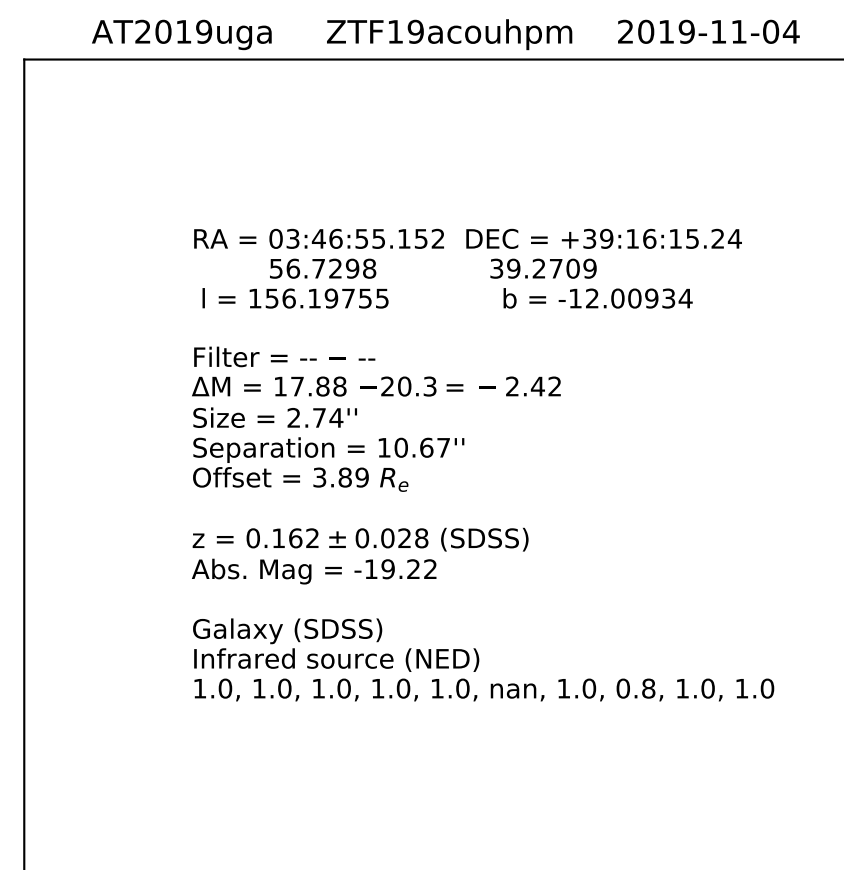 AT2019uga ZTF19acouhpm 2019-11-04
RA = 03:46:55.152 DEC = +39:16:15.24
56.7298 39.2709
l = 156.19755 b = -12.00934
Filter = -- − --
ΔM = 17.88 −20.3 = − 2.42
Size = 2.74''
Separation = 10.67''
Offset = 3.89 Rₑ
z = 0.162 ± 0.028 (SDSS)
Abs. Mag = -19.22
Galaxy (SDSS)
Infrared source (NED)
1.0, 1.0, 1.0, 1.0, 1.0, nan, 1.0, 0.8, 1.0, 1.0